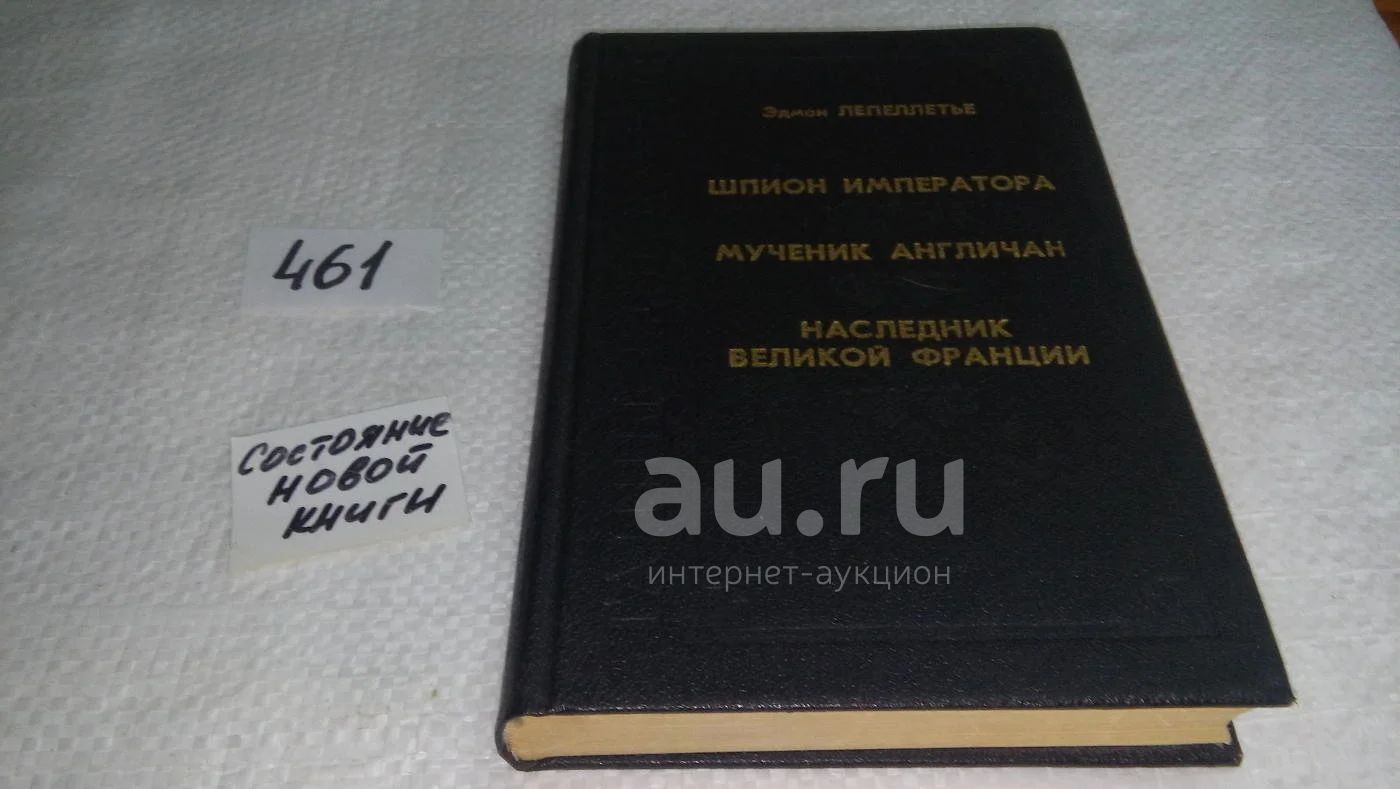 Эдмон ЛЕПЕЛЛЕТЬЕ
ШПИОН ИМПЕРАТОРА
МУЧЕНИК АНГЛИЧАН
НАСЛЕДНИК
ВЕЛИКОЙ ФРАНЦИИ
461
Состояние
новой
книги
au.ru
интернет-аукцион